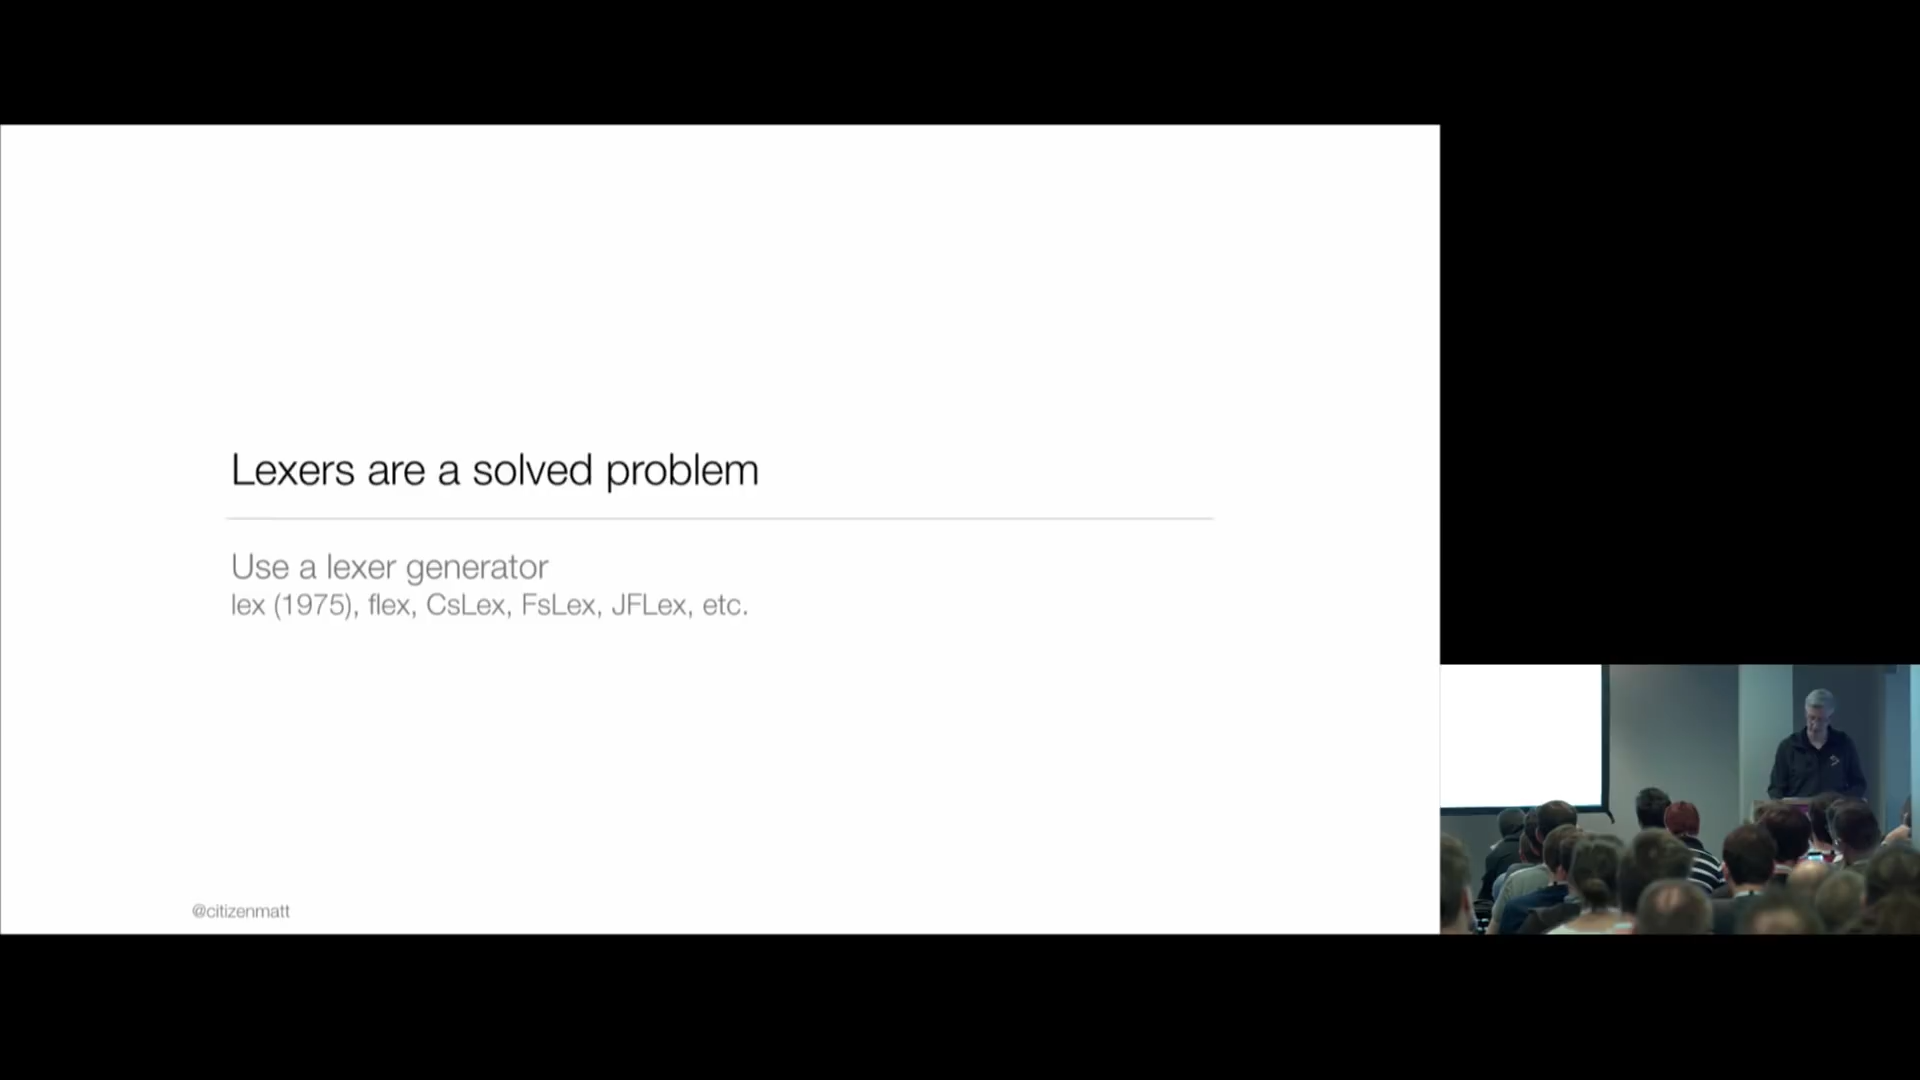 Lexers are a solved problem
Use a lexer generator
lex (1975), flex, CsLex, FsLex, JFLex, etc.
@citizenmatt